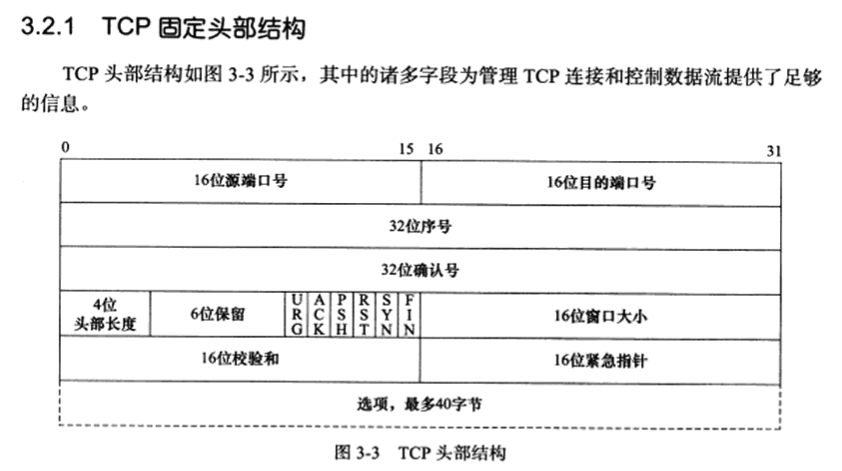 3.2.1 TCP 固定头部结构
TCP 头部结构如图 3-3 所示，其中的诸多字段为管理 TCP 连接和控制数据流提供了足够
的信息。
0 15 16 31
16位源端口号 16位目的端口号
32位序号
32位确认号
4位
头部长度 6位保留 URG ACK PSH RST SYN FIN 16位窗口大小
16位校验和 16位紧急指针
选项，最多40字节
图 3-3 TCP 头部结构